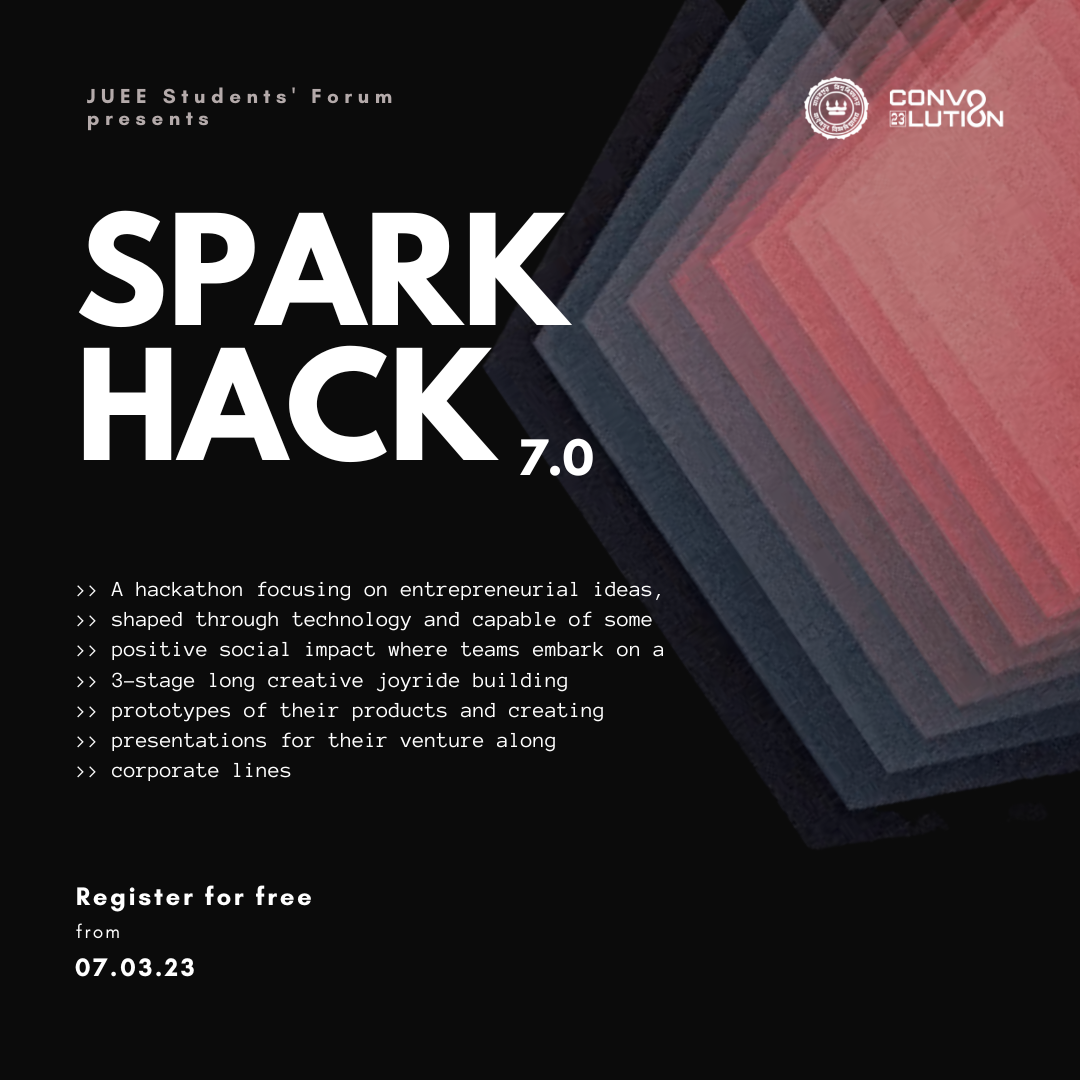 JUEE Students' Forum
presents
CONVO
23 LUTION
SPARK
HACK
7.0
>> A hackathon focusing on entrepreneurial ideas,
>> shaped through technology and capable of some
>> positive social impact where teams embark on a
>> 3-stage long creative joyride building
>> prototypes of their products and creating
>> presentations for their venture along
>> corporate lines
Register for free
from
07.03.23